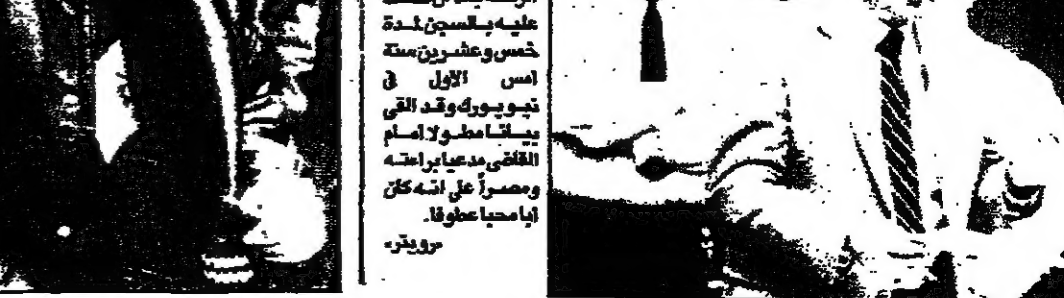 عليه بالسجن لمدة
خمس وعشرين سنة
امس الاول في
نيويورك وقد القى
بيانا مطولا امام
القاضي مدعيا براءته
ومصراً على انه كان
ابا محبا عطوفا.
«رويتر»